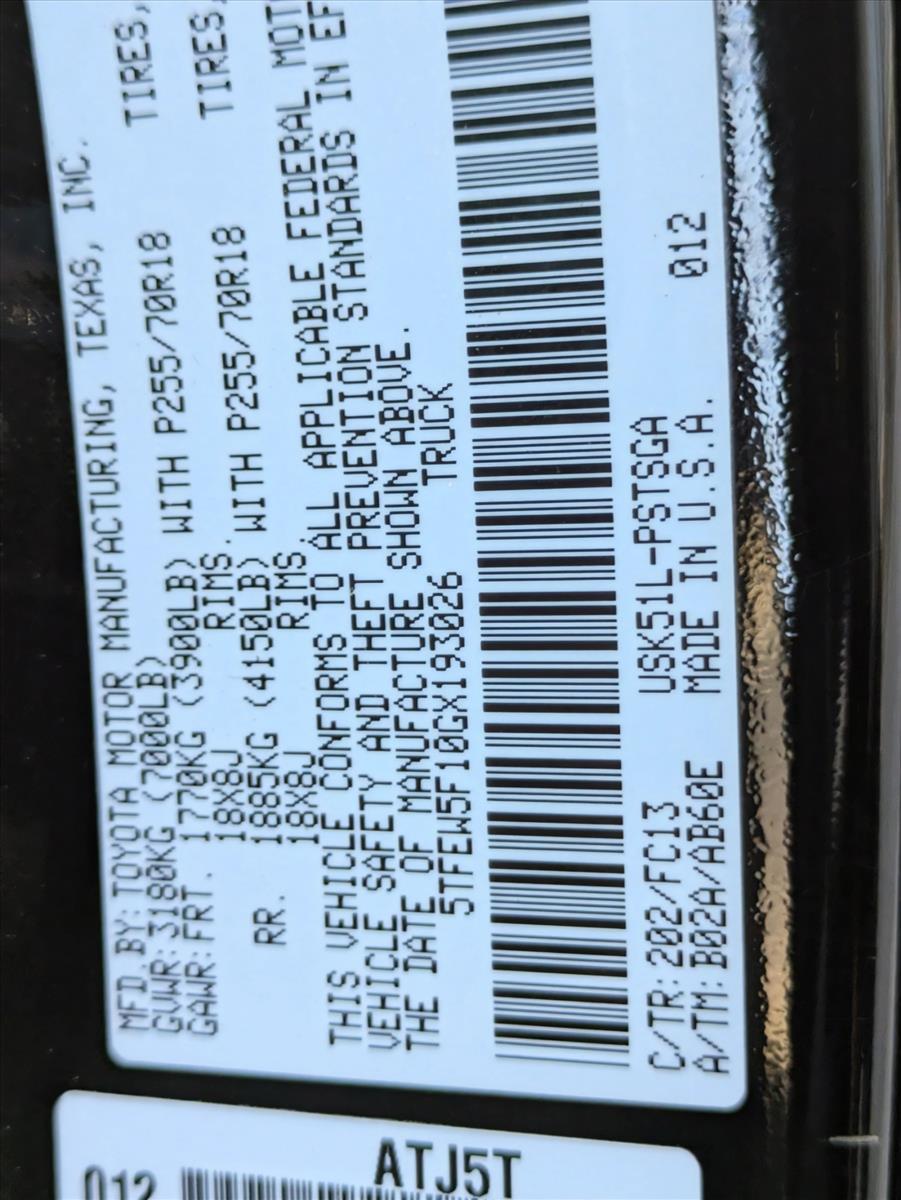 MFD BY: TOYOTA MOTOR MANUFACTURING, TEXAS, INC.
GVWR: 3180KG (7000LB)
GAWR: FRT. 1770KG (3900LB) WITH P255/70R18 TIRES,
18X8J RIMS.
RR. 1885KG (4150LB) WITH P255/70R18 TIRES,
18X8J RIMS.
THIS VEHICLE CONFORMS TO ALL APPLICABLE FEDERAL MOT
VEHICLE SAFETY AND THEFT PREVENTION STANDARDS IN EF
THE DATE OF MANUFACTURE SHOWN ABOVE.
5TFEW5F10GX193026 TRUCK
USK51L-PSTSGA 012
C/TR: 202/FC13 MADE IN U.S.A.
A/TM: B02A/AB60E
012
ATJ5T